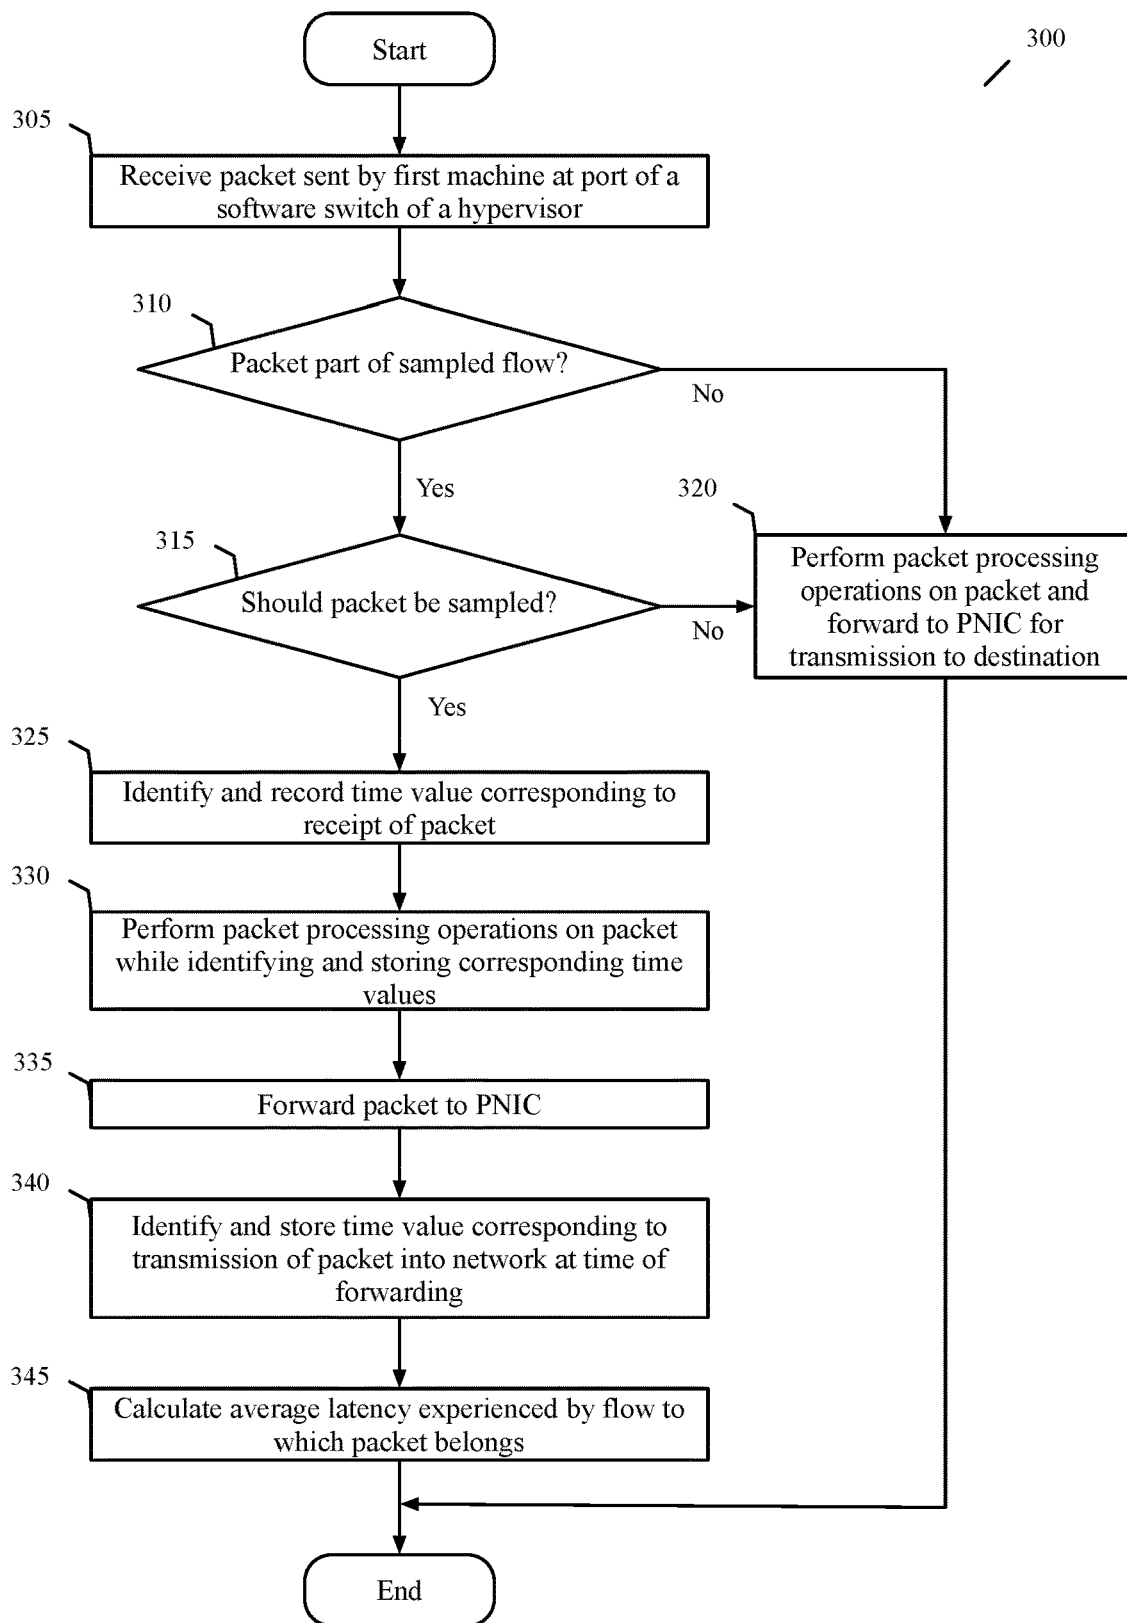 Start
300
305
Receive packet sent by first machine at port of a
software switch of a hypervisor
310
Packet part of sampled flow?
No
Yes
315
Should packet be sampled?
No
320
Perform packet processing
operations on packet and
forward to PNIC for
transmission to destination
Yes
325
Identify and record time value corresponding to
receipt of packet
330
Perform packet processing operations on packet
while identifying and storing corresponding time
values
335
Forward packet to PNIC
340
Identify and store time value corresponding to
transmission of packet into network at time of
forwarding
345
Calculate average latency experienced by flow to
which packet belongs
End